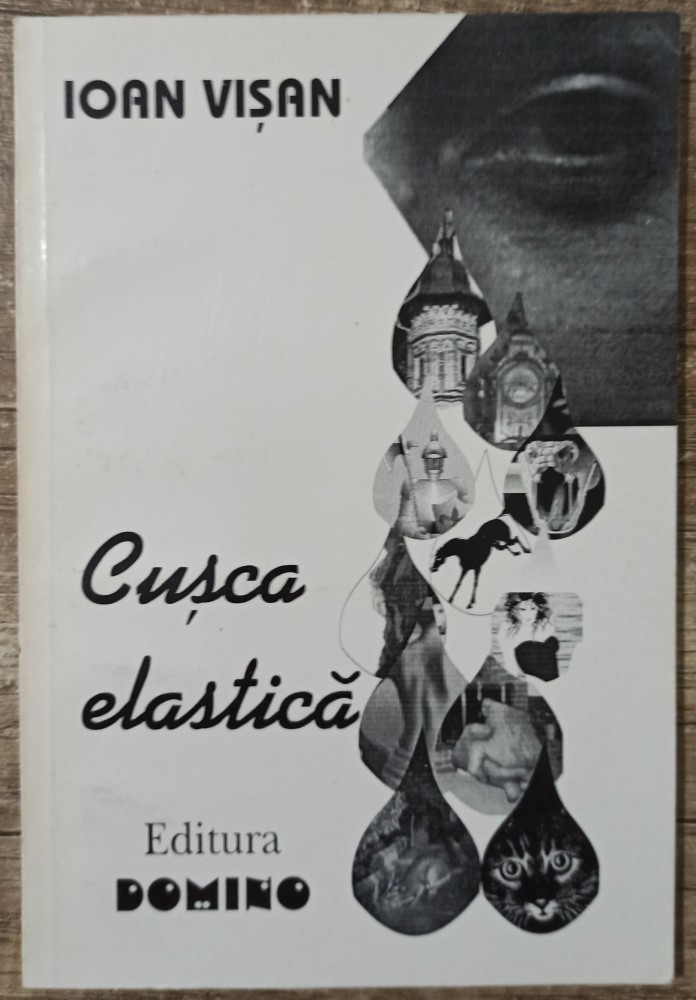 IOAN VIȘAN
Cușca
elastică
Editura
DOMINO